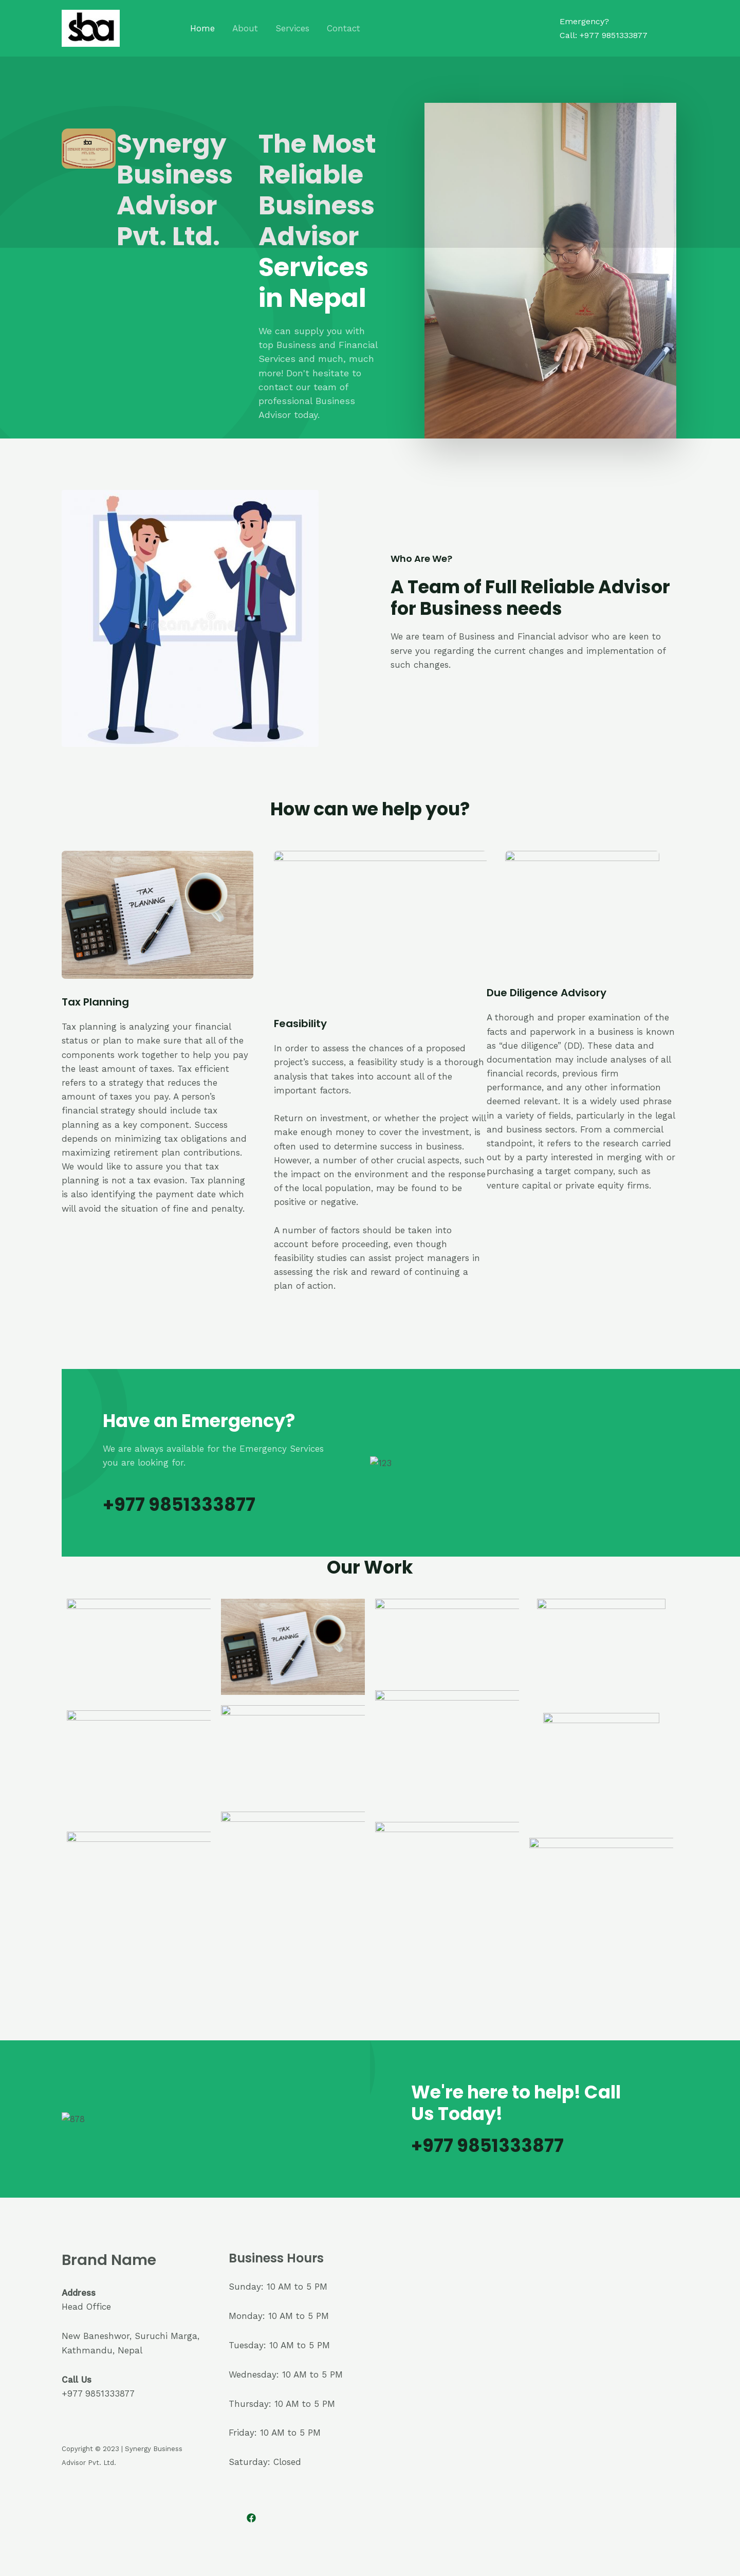 sba
Home About Services Contact
Emergency?
Call: +977 9851333877
sba
Synergy
Business
Advisor
Pvt. Ltd.
The Most
Reliable
Business
Advisor
Services
in Nepal
We can supply you with
top Business and Financial
Services and much, much
more! Don't hesitate to
contact our team of
professional Business
Advisor today.
dreamstime
Who Are We?
A Team of Full Reliable Advisor
for Business needs
We are team of Business and Financial advisor who are keen to
serve you regarding the current changes and implementation of
such changes.
How can we help you?
TAX
PLANNING
Tax Planning
Tax planning is analyzing your financial
status or plan to make sure that all of the
components work together to help you pay
the least amount of taxes. Tax efficient
refers to a strategy that reduces the
amount of taxes you pay. A person’s
financial strategy should include tax
planning as a key component. Success
depends on minimizing tax obligations and
maximizing retirement plan contributions.
We would like to assure you that tax
planning is not a tax evasion. Tax planning
is also identifying the payment date which
will avoid the situation of fine and penalty.
Feasibility
In order to assess the chances of a proposed
project’s success, a feasibility study is a thorough
analysis that takes into account all of the
important factors.
Return on investment, or whether the project will
make enough money to cover the investment, is
often used to determine success in business.
However, a number of other crucial aspects, such
the impact on the environment and the response
of the local population, may be found to be
positive or negative.
A number of factors should be taken into
account before proceeding, even though
feasibility studies can assist project managers in
assessing the risk and reward of continuing a
plan of action.
Due Diligence Advisory
A thorough and proper examination of the
facts and paperwork in a business is known
as “due diligence” (DD). These data and
documentation may include analyses of all
financial records, previous firm
performance, and any other information
deemed relevant. It is a widely used phrase
in a variety of fields, particularly in the legal
and business sectors. From a commercial
standpoint, it refers to the research carried
out by a party interested in merging with or
purchasing a target company, such as
venture capital or private equity firms.
Have an Emergency?
We are always available for the Emergency Services
you are looking for.
+977 9851333877
123
Our Work
TAX
PLANNING
878
We're here to help! Call
Us Today!
+977 9851333877
Brand Name
Address
Head Office
New Baneshwor, Suruchi Marga,
Kathmandu, Nepal
Call Us
+977 9851333877
Copyright © 2023 | Synergy Business
Advisor Pvt. Ltd.
Business Hours
Sunday: 10 AM to 5 PM
Monday: 10 AM to 5 PM
Tuesday: 10 AM to 5 PM
Wednesday: 10 AM to 5 PM
Thursday: 10 AM to 5 PM
Friday: 10 AM to 5 PM
Saturday: Closed